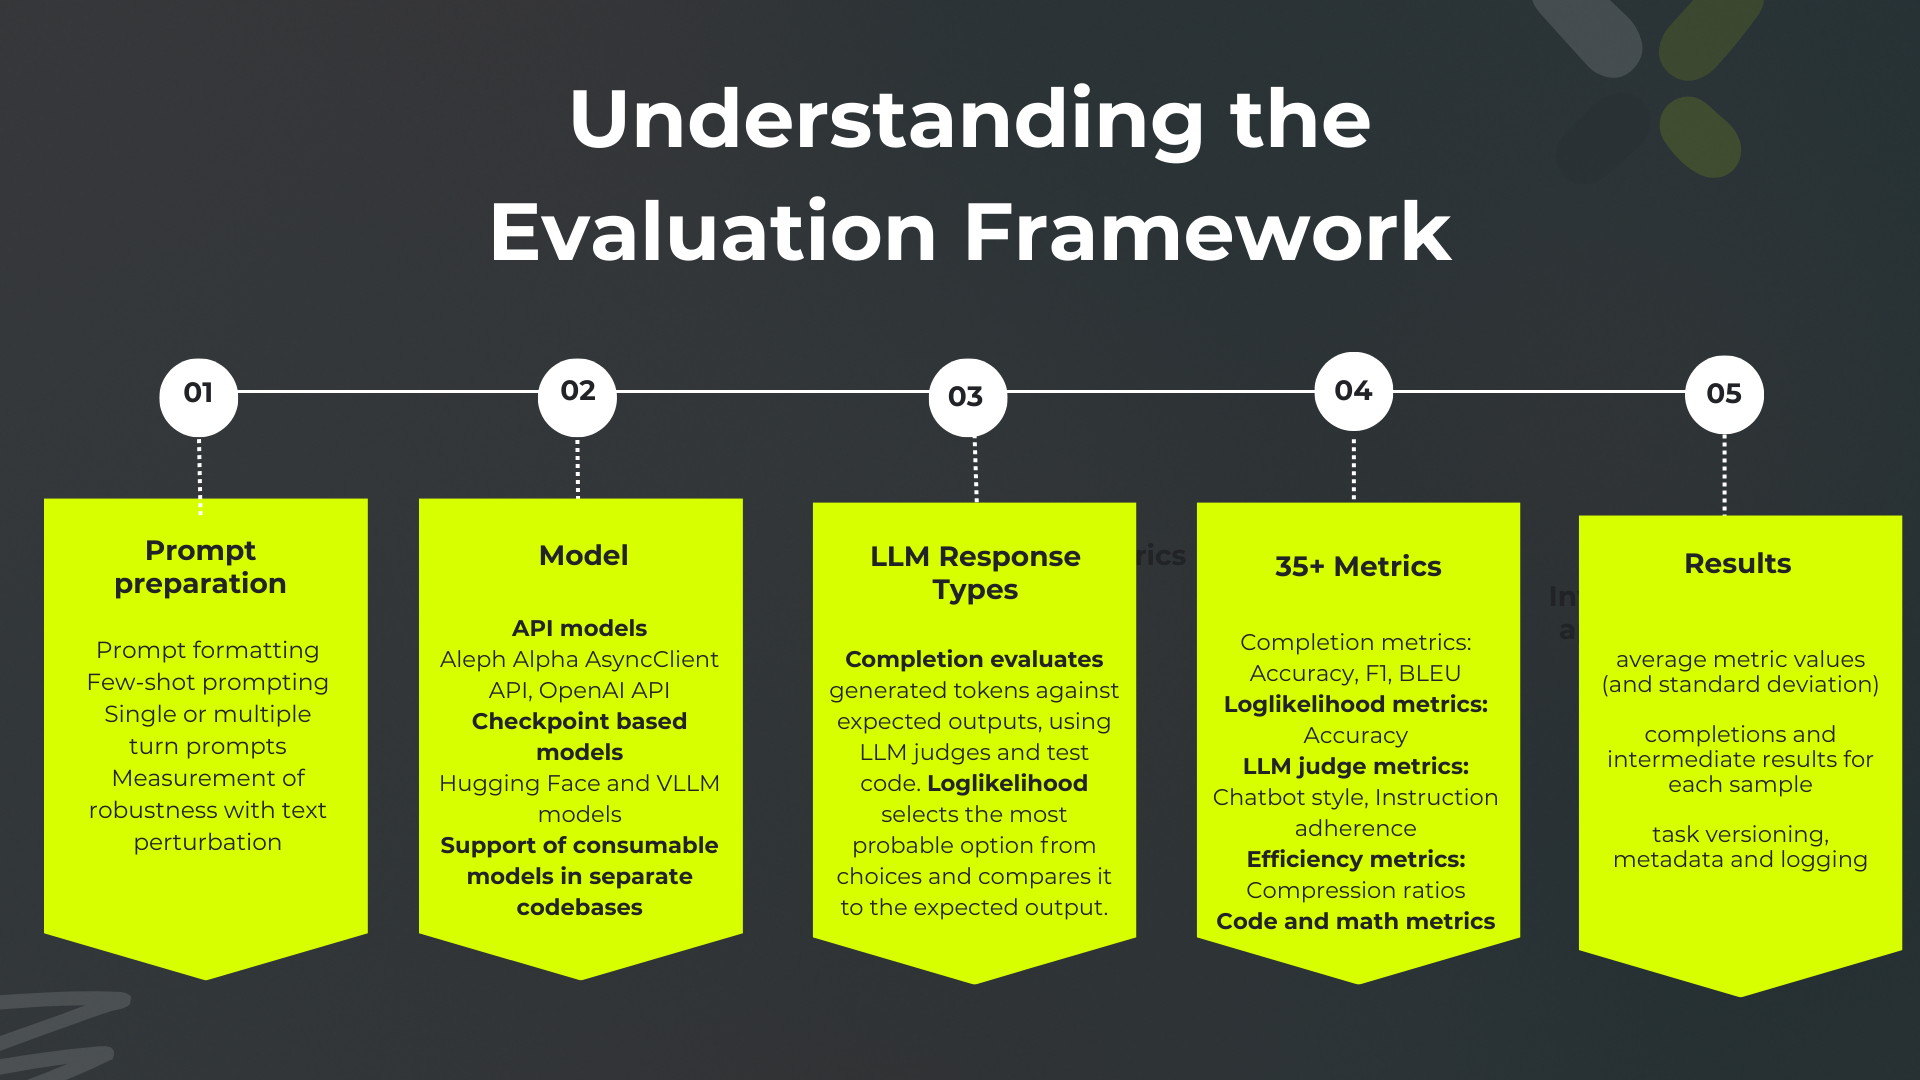 Understanding the
Evaluation Framework
01
02
03
04
05
Prompt
preparation
Prompt formatting
Few-shot prompting
Single or multiple
turn prompts
Measurement of
robustness with text
perturbation
Model
API models
Aleph Alpha AsyncClient
API, OpenAI API
Checkpoint based
models
Hugging Face and VLLM
models
Support of consumable
models in separate
codebases
LLM Response
Types
Completion evaluates
generated tokens against
expected outputs, using
LLM judges and test
code. Loglikelihood
selects the most
probable option from
choices and compares it
to the expected output.
35+ Metrics
Completion metrics:
Accuracy, F1, BLEU
Loglikelihood metrics:
Accuracy
LLM judge metrics:
Chatbot style, Instruction
adherence
Efficiency metrics:
Compression ratios
Code and math metrics
Results
average metric values
(and standard deviation)
completions and
intermediate results for
each sample
task versioning,
metadata and logging